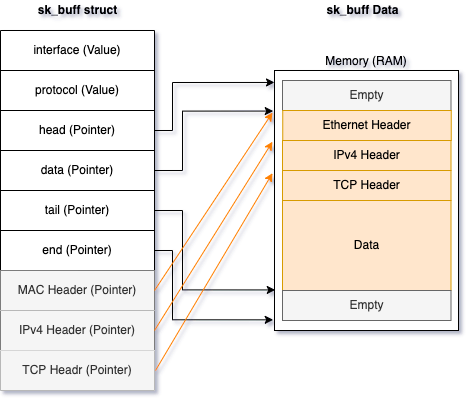 sk_buff struct
interface (Value)
protocol (Value)
head (Pointer)
data (Pointer)
tail (Pointer)
end (Pointer)
MAC Header (Pointer)
IPv4 Header (Pointer)
TCP Headr (Pointer)
sk_buff Data
Memory (RAM)
Empty
Ethernet Header
IPv4 Header
TCP Header
Data
Empty